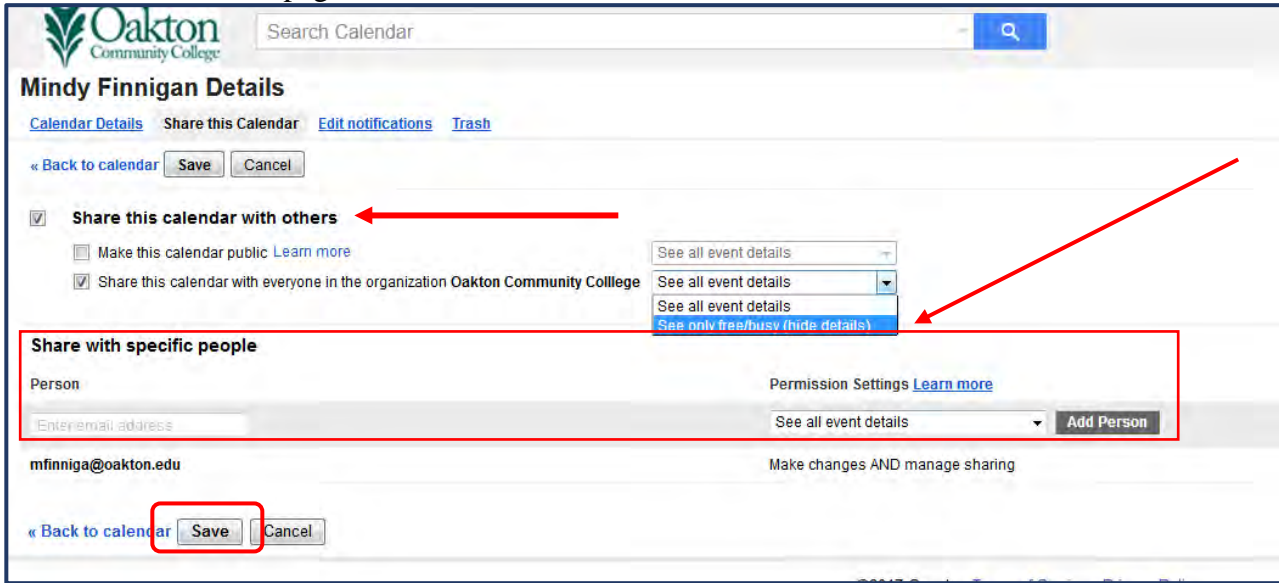 Oakton
Community College
Search Calendar
Mindy Finnigan Details
Calendar Details Share this Calendar Edit notifications Trash
« Back to calendar Save Cancel
Share this calendar with others
Make this calendar public Learn more See all event details
Share this calendar with everyone in the organization Oakton Community Colllege See all event details
See all event details
See only free/busy (hide details)
Share with specific people
Person Permission Settings Learn more
Enter email address See all event details Add Person
mfinniga@oakton.edu Make changes AND manage sharing
« Back to calendar Save Cancel